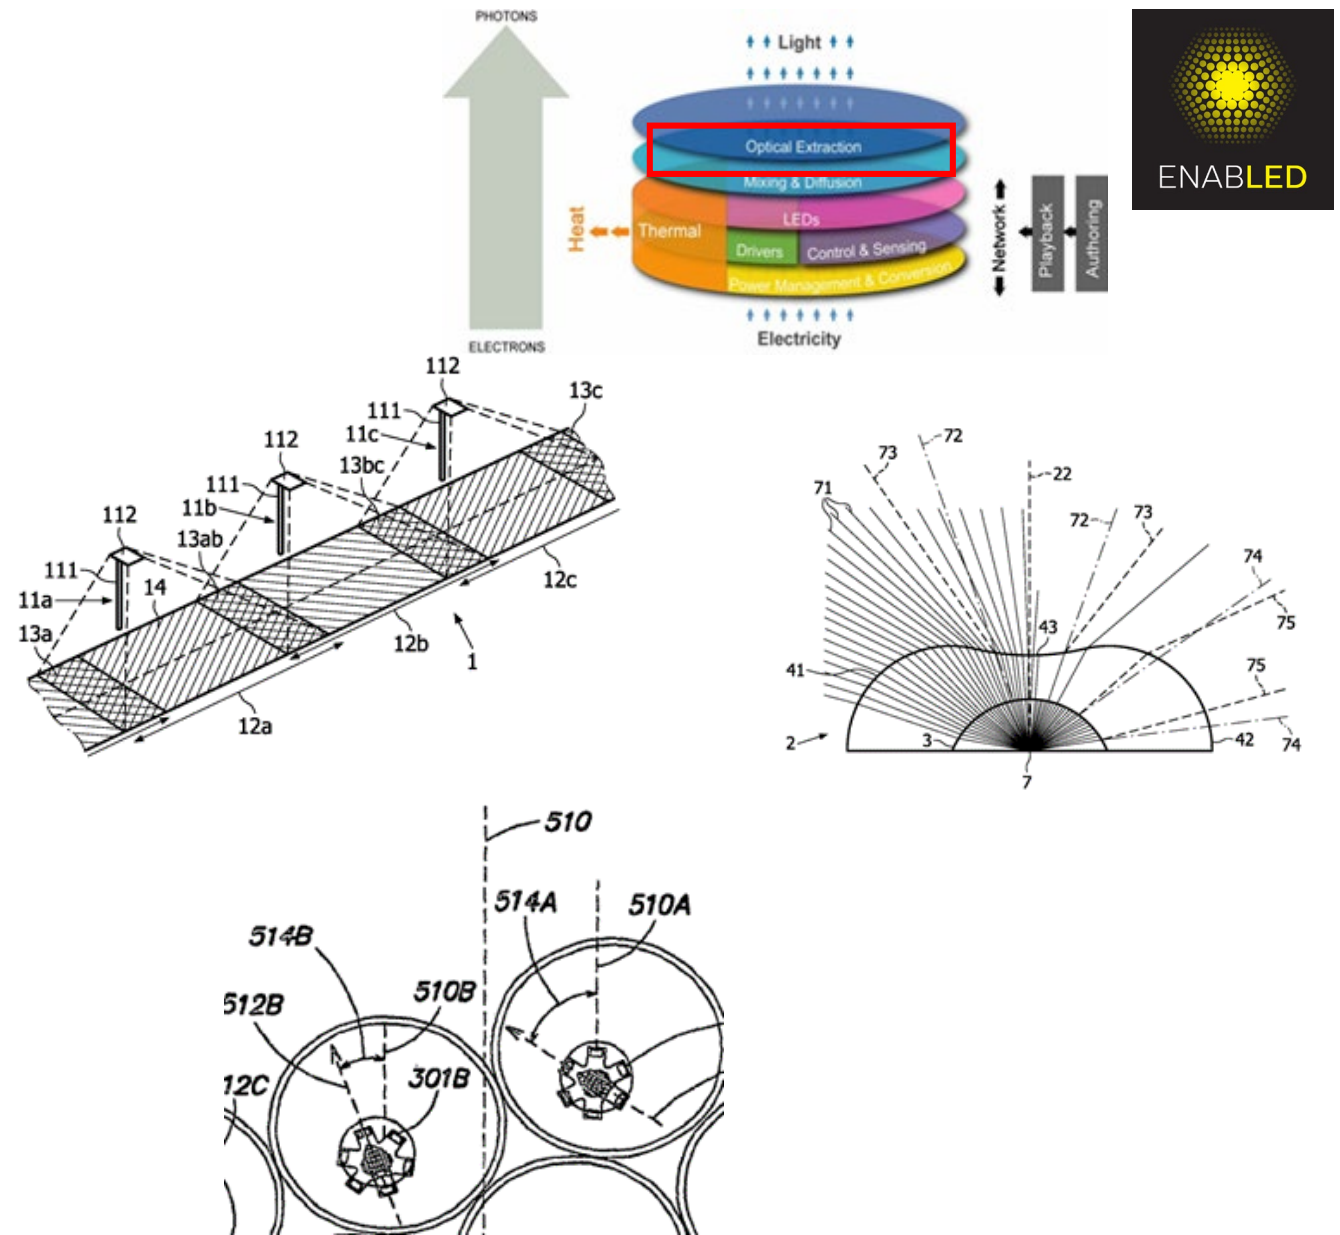 PHOTONS
Light
Optical Extraction
Mixing & Diffusion
LEDs
Thermal
Heat
Drivers
Control & Sensing
Power Management & Conversion
Electricity
ELECTRONS
Network
Playback
Authoring
ENABLED
112
13c
111
11c
112
13bc
111
11b
112
13ab
111
14
11a
13a
12c
12b
1
12a
72
73
22
71
72
73
74
75
43
41
75
2
3
42
74
7
510
514A
510A
514B
510B
512B
301B
12C